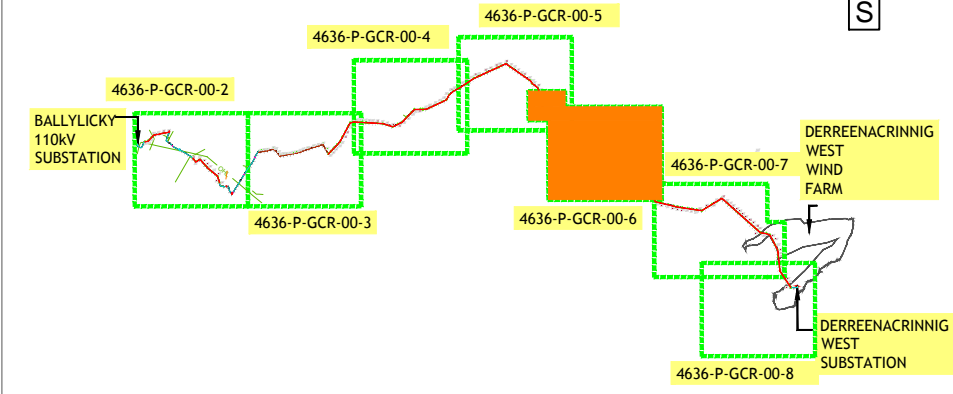 S
4636-P-GCR-00-5
4636-P-GCR-00-4
4636-P-GCR-00-2
BALLYLICKY
110kV
SUBSTATION
DERREENACRINNIG
WEST
WIND
FARM
4636-P-GCR-00-7
4636-P-GCR-00-3
4636-P-GCR-00-6
DERREENACRINNIG
WEST
SUBSTATION
4636-P-GCR-00-8